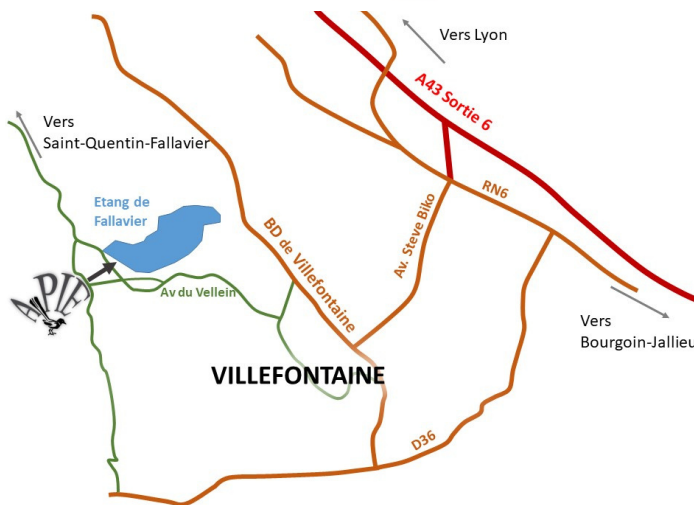 Vers Lyon
A43 Sortie 6
Vers
Saint-Quentin-Fallavier
Etang de
Fallavier
RN6
Av. Steve Biko
BD de Villefontaine
APIE
Av du Vellein
Vers
Bourgoin-Jallieu
VILLEFONTAINE
D36